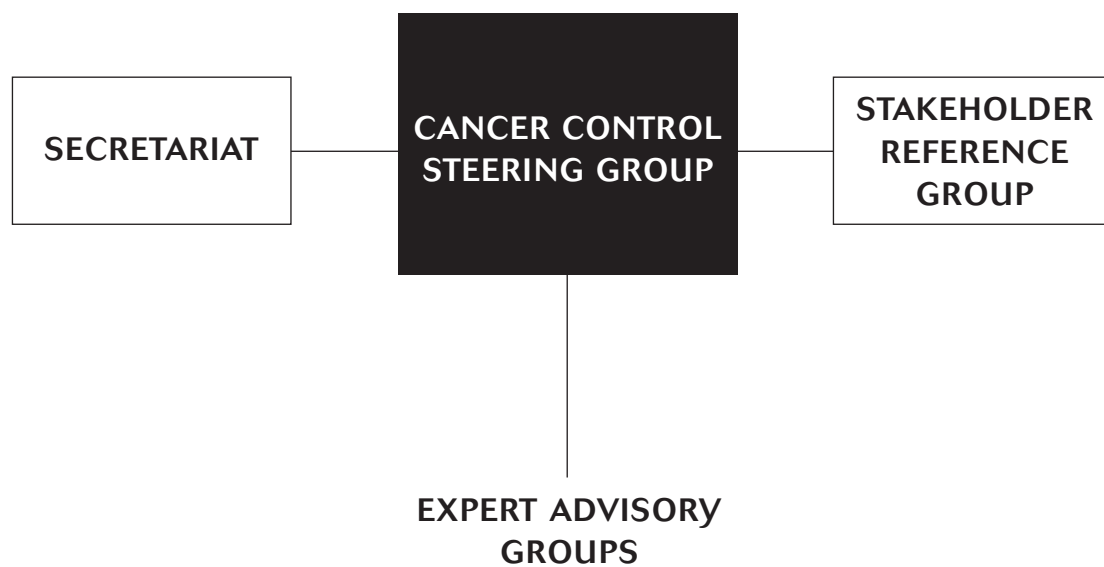 SECRETARIAT
CANCER CONTROL
STEERING GROUP
STAKEHOLDER
REFERENCE
GROUP
EXPERT ADVISORY
GROUPS